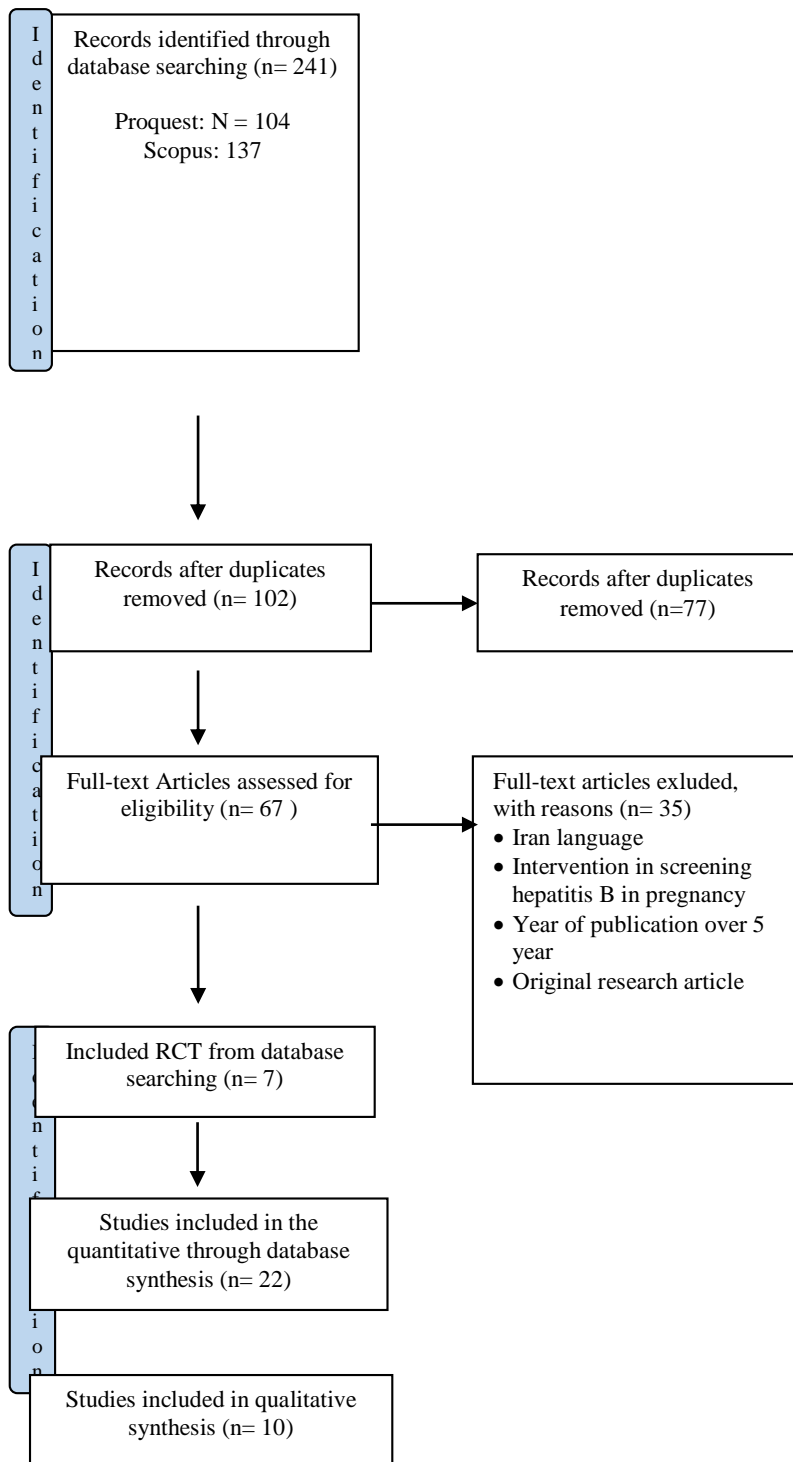 Identification
Records identified through
database searching (n= 241)
Proquest: N = 104
Scopus: 137
Identification
Records after duplicates
removed (n= 102)
Records after duplicates
removed (n=77)
Full-text Articles assessed for
eligibility (n= 67 )
Full-text articles exluded,
with reasons (n= 35)
• Iran language
• Intervention in screening
hepatitis B in pregnancy
• Year of publication over 5
year
• Original research article
Included RCT from database
searching (n= 7)
Studies included in the
quantitative through database
synthesis (n= 22)
Studies included in qualitative
synthesis (n= 10)